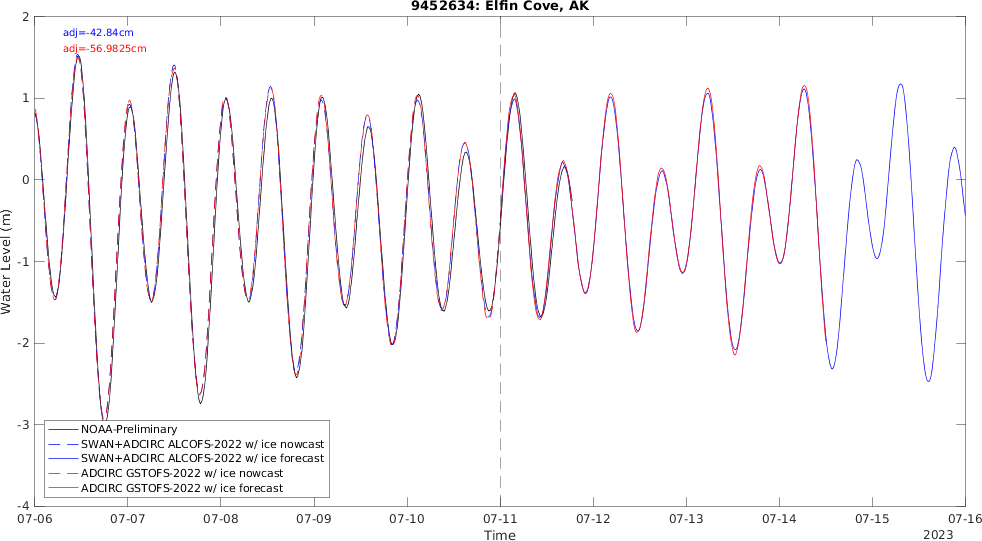 9452634: Elfin Cove, AK
adj=-42.84cm
adj=-56.9825cm
2
1
0
-1
-2
-3
-4
Water Level (m)
NOAA-Preliminary
SWAN+ADCIRC ALCOFS-2022 w/ ice nowcast
SWAN+ADCIRC ALCOFS-2022 w/ ice forecast
ADCIRC GSTOFS-2022 w/ ice nowcast
ADCIRC GSTOFS-2022 w/ ice forecast
07-06 07-07 07-08 07-09 07-10 07-11 07-12 07-13 07-14 07-15 07-16
Time
2023